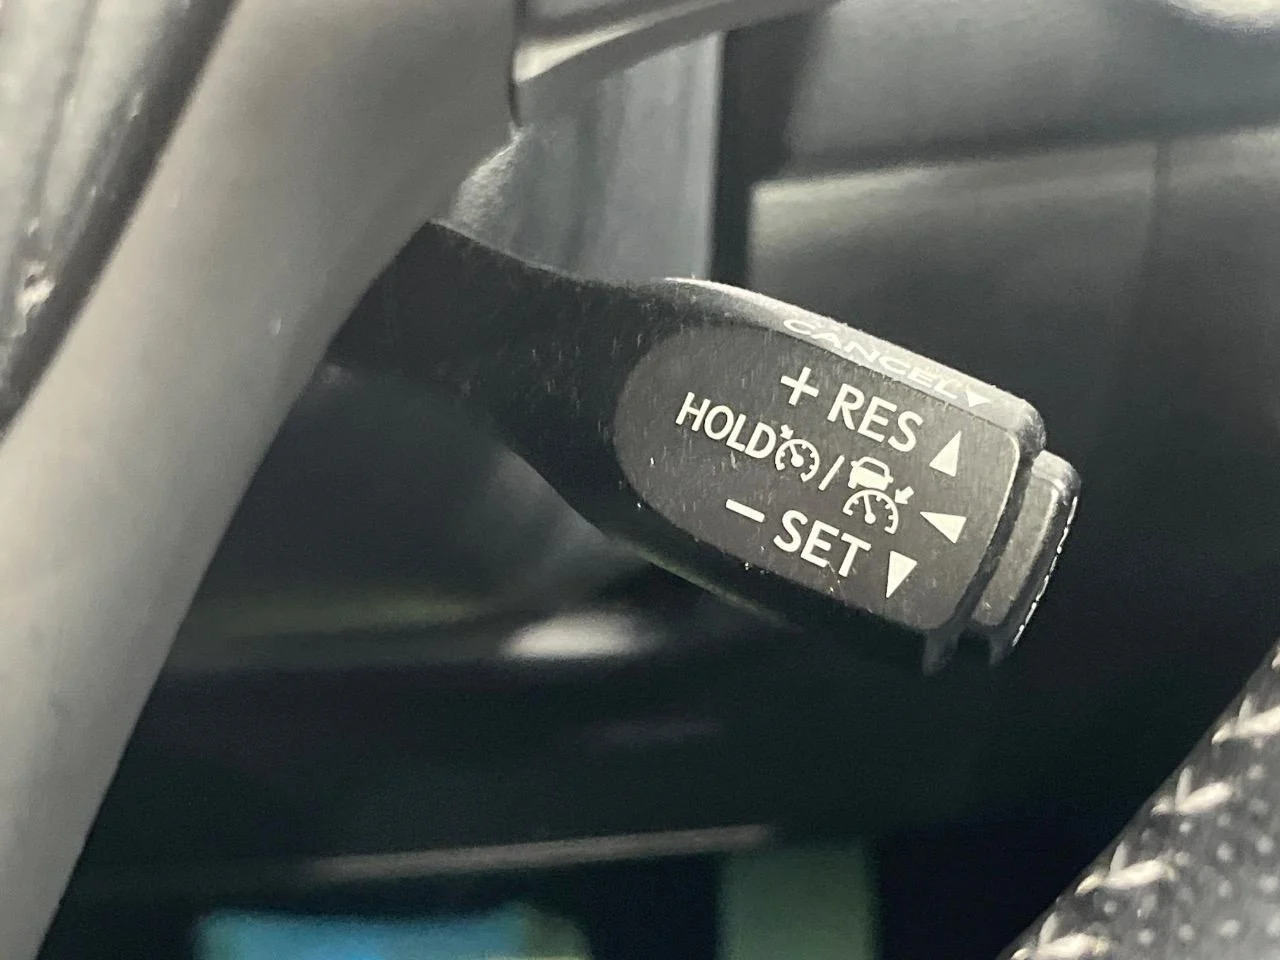 CANCEL
+ RES
HOLD /
− SET